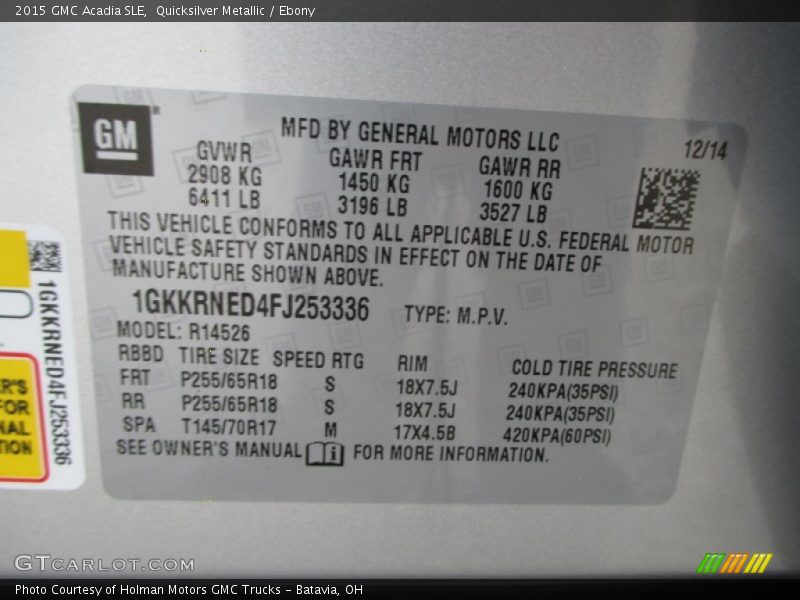 2015 GMC Acadia SLE, Quicksilver Metallic / Ebony
GM
®
MFD BY GENERAL MOTORS LLC
12/14
GVWR GAWR FRT GAWR RR
2908 KG 1450 KG 1600 KG
6411 LB 3196 LB 3527 LB
THIS VEHICLE CONFORMS TO ALL APPLICABLE U.S. FEDERAL MOTOR
VEHICLE SAFETY STANDARDS IN EFFECT ON THE DATE OF
MANUFACTURE SHOWN ABOVE.
1GKKRNED4FJ253336 TYPE: M.P.V.
MODEL: R14526
RBBD TIRE SIZE SPEED RTG RIM COLD TIRE PRESSURE
FRT P255/65R18 S 18X7.5J 240KPA(35PSI)
RR P255/65R18 S 18X7.5J 240KPA(35PSI)
SPA T145/70R17 M 17X4.5B 420KPA(60PSI)
SEE OWNER'S MANUAL i FOR MORE INFORMATION.
1GKKRNED4FJ253336
ER'S
FOR
NAL
TION
GTCARLOT.COM
Photo Courtesy of Holman Motors GMC Trucks - Batavia, OH